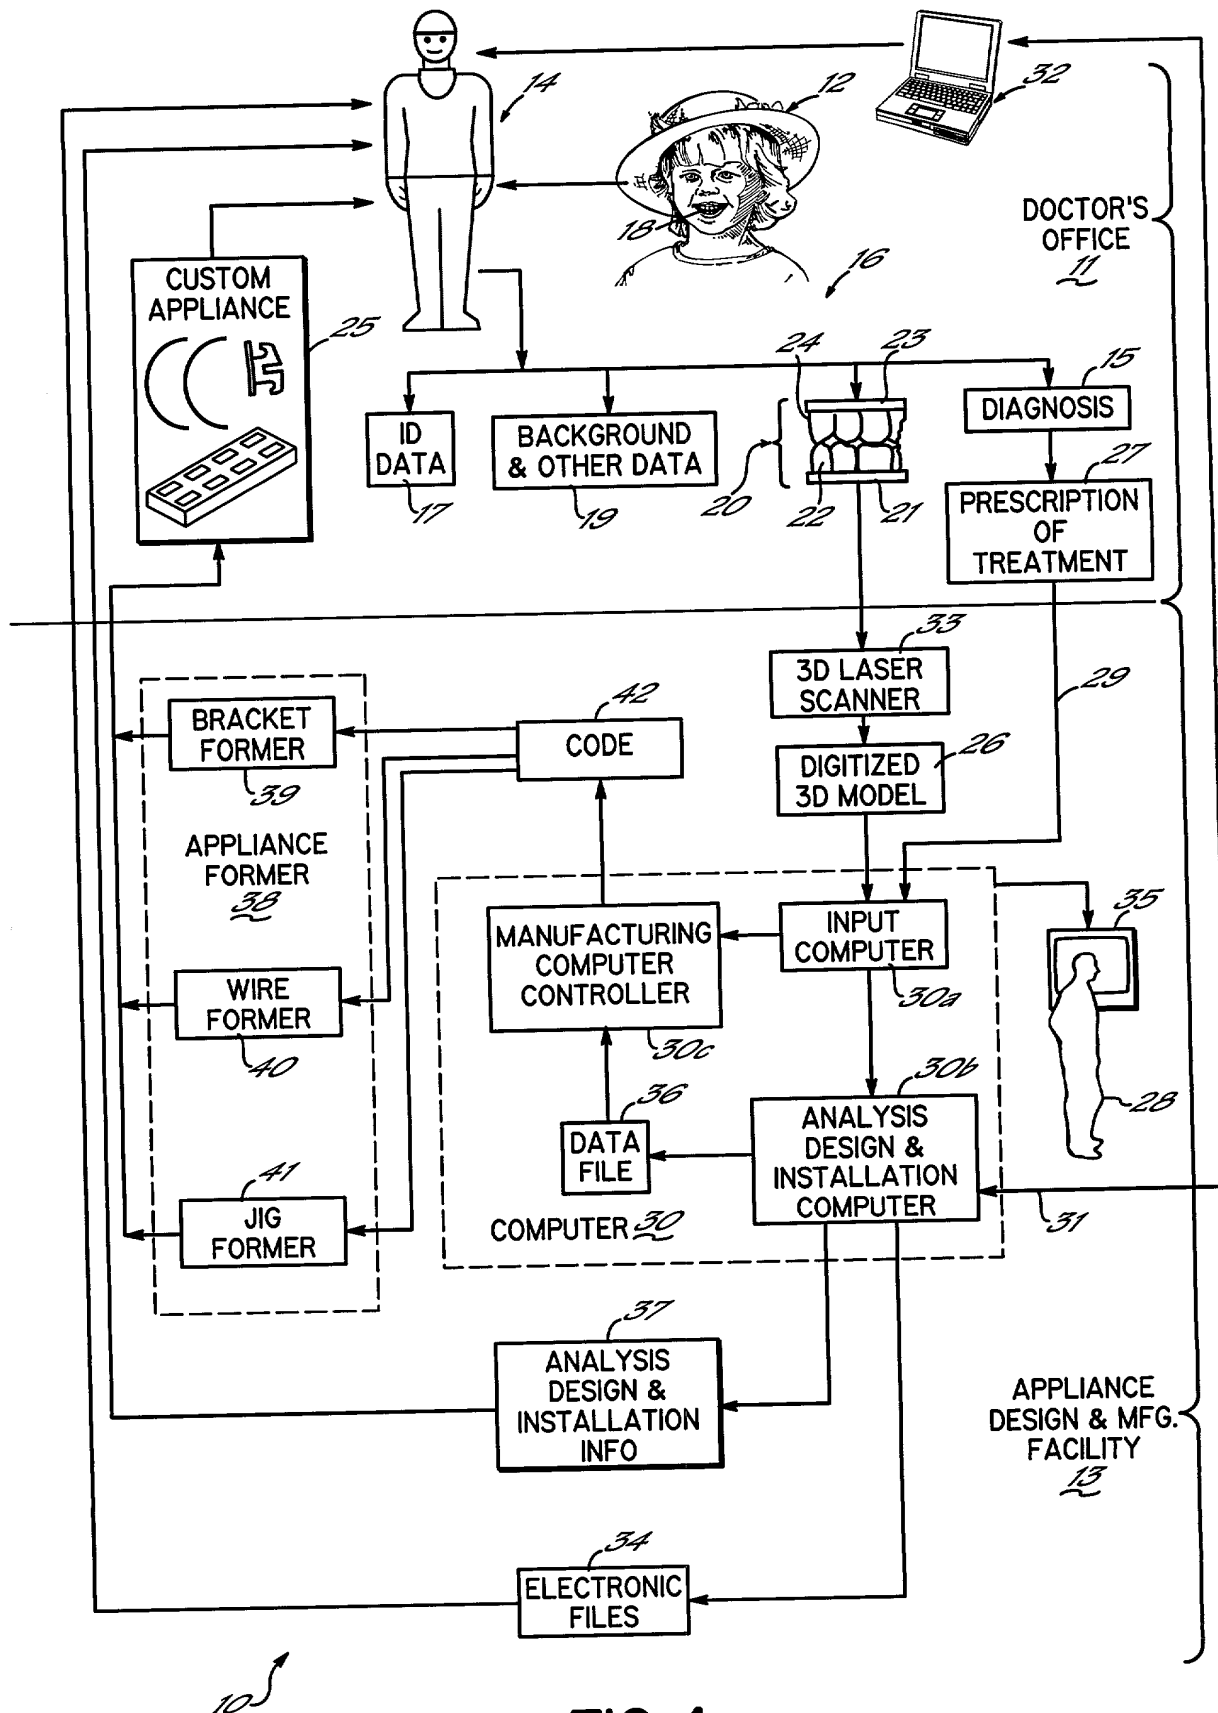 14
12
32
18
DOCTOR'S
OFFICE
11
16
CUSTOM
APPLIANCE
25
24
23
15
ID
DATA
17
BACKGROUND
& OTHER DATA
19
20
22
21
DIAGNOSIS
27
PRESCRIPTION
OF
TREATMENT
33
3D LASER
SCANNER
29
42
CODE
BRACKET
FORMER
39
26
DIGITIZED
3D MODEL
APPLIANCE
FORMER
38
MANUFACTURING
COMPUTER
CONTROLLER
30c
INPUT
COMPUTER
30a
35
WIRE
FORMER
40
36
DATA
FILE
30b
ANALYSIS
DESIGN &
INSTALLATION
COMPUTER
28
41
JIG
FORMER
COMPUTER 30
31
37
ANALYSIS
DESIGN &
INSTALLATION
INFO
APPLIANCE
DESIGN & MFG.
FACILITY
13
34
ELECTRONIC
FILES
10